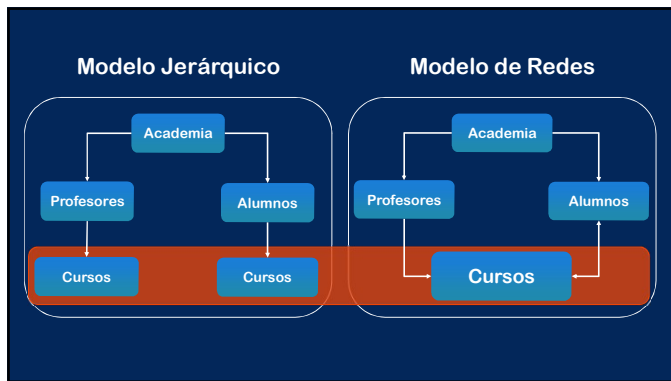 Modelo Jerárquico
Academia
Profesores
Alumnos
Cursos
Cursos
Modelo de Redes
Academia
Profesores
Alumnos
Cursos